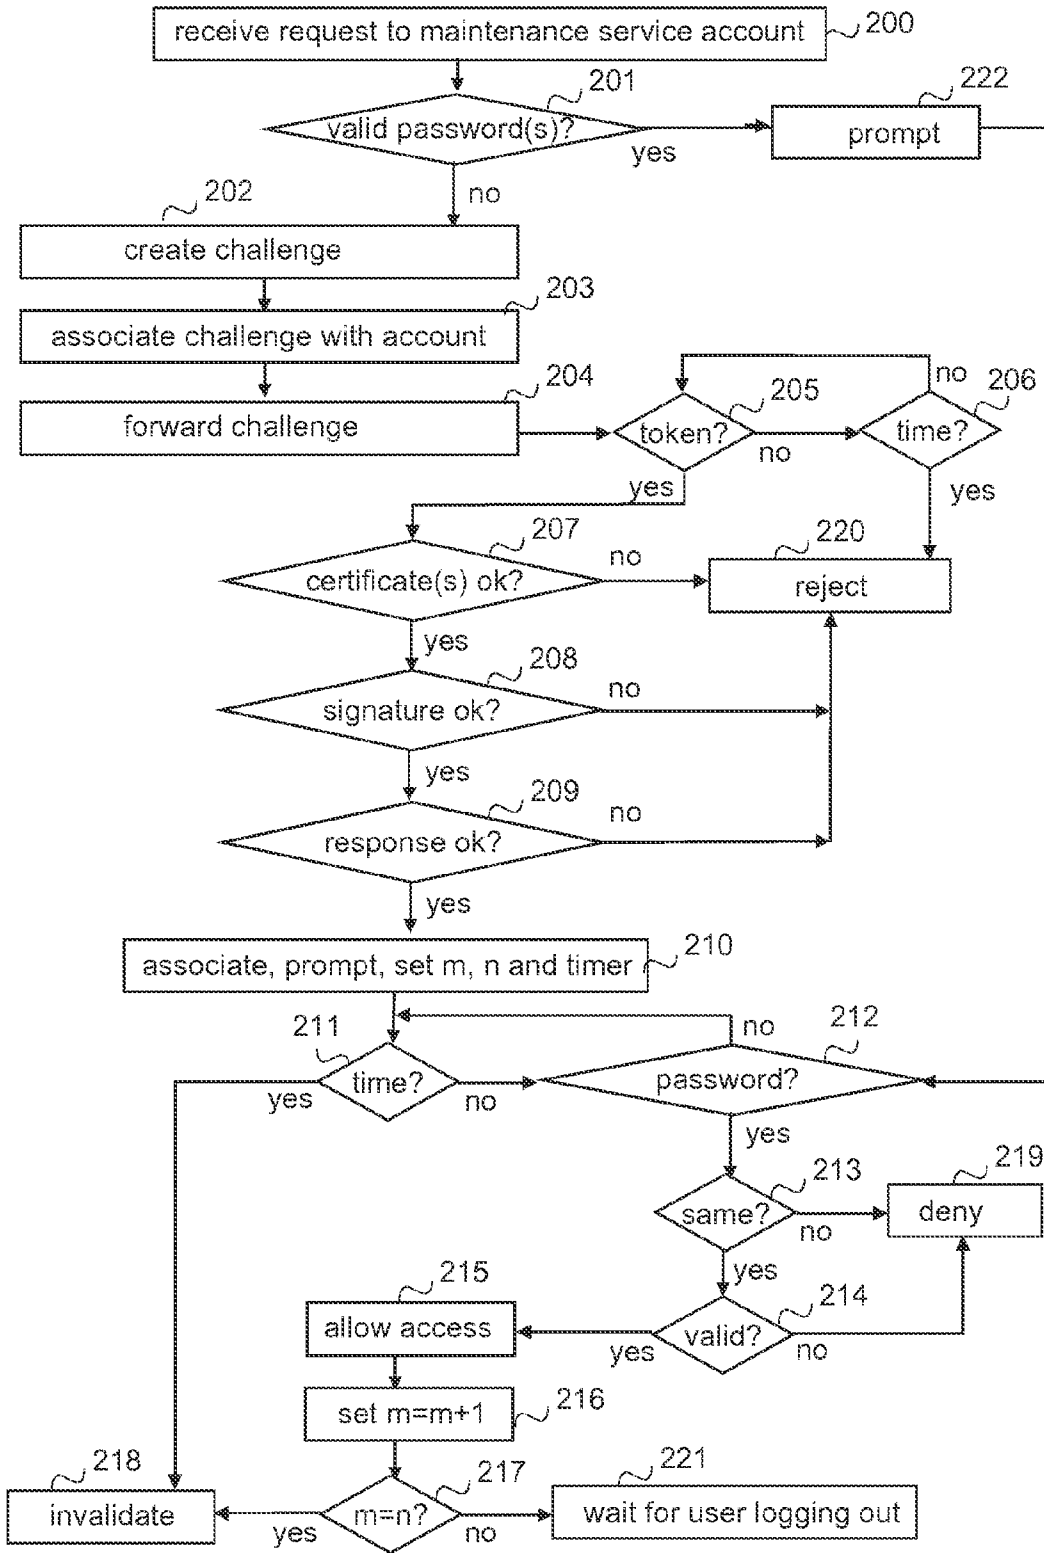 receive request to maintenance service account
200
201
222
valid password(s)?
prompt
yes
no
202
create challenge
203
associate challenge with account
204
no
205
206
forward challenge
token?
time?
no
yes
yes
207
220
no
certificate(s) ok?
reject
yes
208
no
signature ok?
yes
209
no
response ok?
yes
210
associate, prompt, set m, n and timer
211
no
212
time?
password?
yes
no
yes
213
219
same?
no
deny
yes
215
214
allow access
valid?
yes
no
set m=m+1
216
218
217
221
invalidate
m=n?
wait for user logging out
yes
no